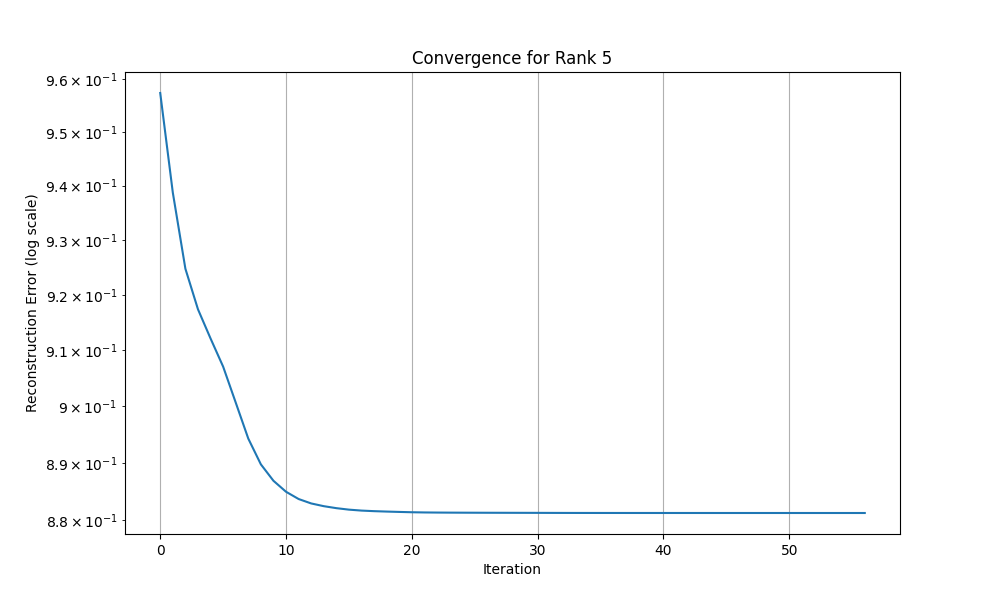 Convergence for Rank 5
Reconstruction Error (log scale)
9.6 × 10⁻¹
9.5 × 10⁻¹
9.4 × 10⁻¹
9.3 × 10⁻¹
9.2 × 10⁻¹
9.1 × 10⁻¹
9 × 10⁻¹
8.9 × 10⁻¹
8.8 × 10⁻¹
0 10 20 30 40 50
Iteration